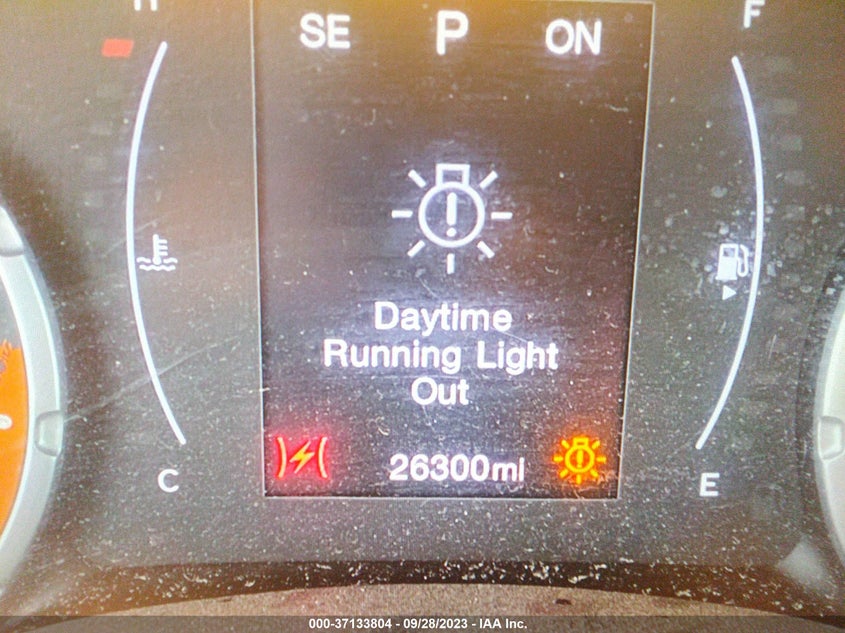 H
SE P ON
F
Daytime
Running Light
Out
26300mi
C
E
000-37133804 - 09/28/2023 - IAA Inc.